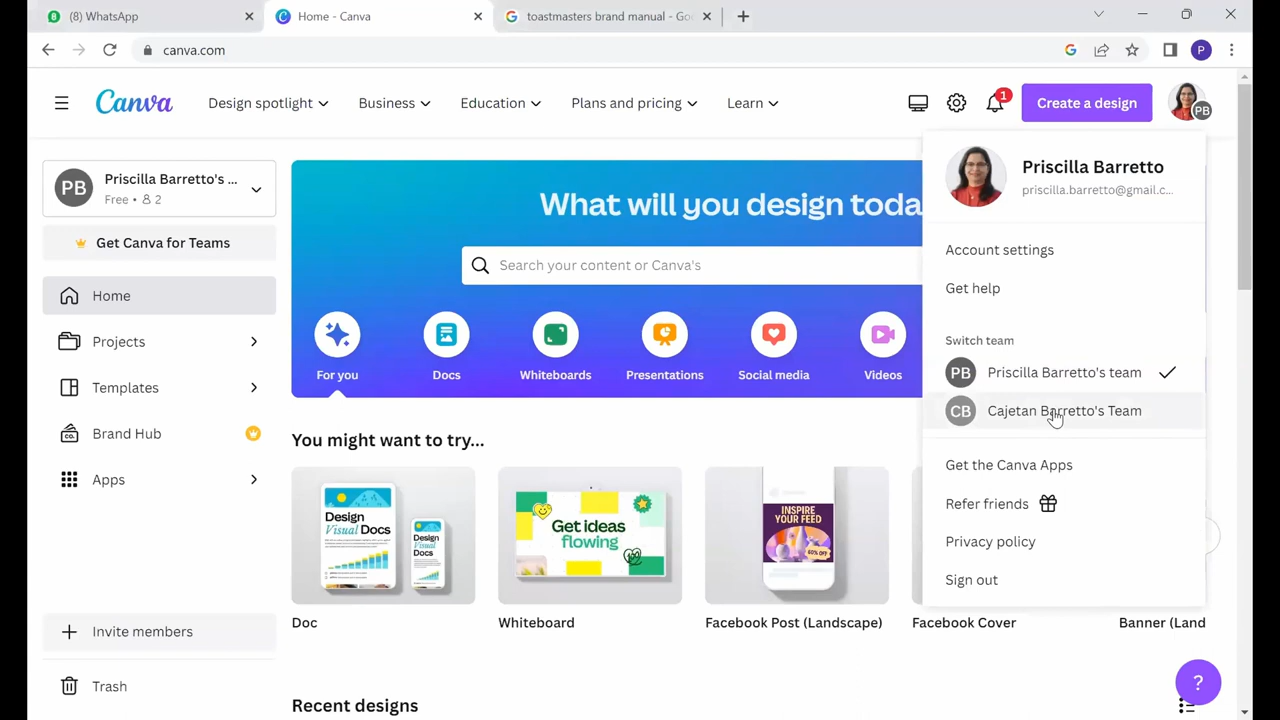 (8) WhatsApp
Home - Canva
toastmasters brand manual - Goo
canva.com
P
Canva
Design spotlight
Business
Education
Plans and pricing
Learn
1
Create a design
PB
PB
Priscilla Barretto's ...
Free • 2
Get Canva for Teams
Home
Projects
Templates
Brand Hub
Apps
Invite members
Trash
What will you design toda
Search your content or Canva's
For you
Docs
Whiteboards
Presentations
Social media
Videos
Priscilla Barretto
priscilla.barretto@gmail.c...
Account settings
Get help
Switch team
PB Priscilla Barretto's team
CB Cajetan Barretto's Team
Get the Canva Apps
Refer friends
Privacy policy
Sign out
You might want to try...
Design
Visual Docs
Design
Visual
Docs
Get ideas
flowing
INSPIRE
YOUR FEED
60% OFF
Doc
Whiteboard
Facebook Post (Landscape)
Facebook Cover
Banner (Land
Recent designs
?